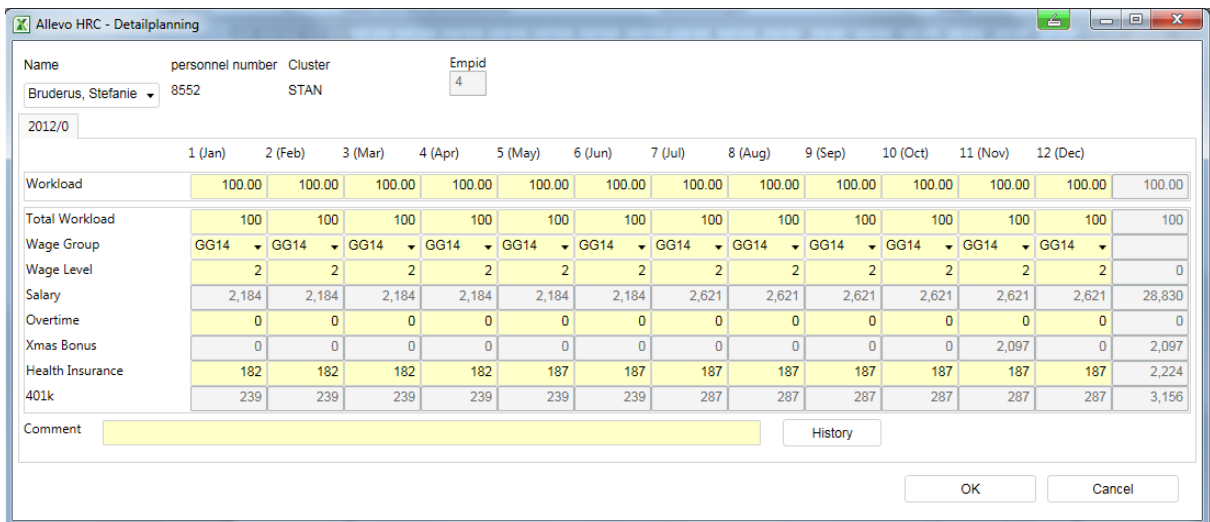 Allevo HRC - Detailplanning
Name personnel number Cluster Empid
Bruderus, Stefanie 8552 STAN 4
2012/0
1 (Jan) 2 (Feb) 3 (Mar) 4 (Apr) 5 (May) 6 (Jun) 7 (Jul) 8 (Aug) 9 (Sep) 10 (Oct) 11 (Nov) 12 (Dec)
Workload 100.00 100.00 100.00 100.00 100.00 100.00 100.00 100.00 100.00 100.00 100.00 100.00 100.00
Total Workload 100 100 100 100 100 100 100 100 100 100 100 100 100
Wage Group GG14 GG14 GG14 GG14 GG14 GG14 GG14 GG14 GG14 GG14 GG14 GG14
Wage Level 2 2 2 2 2 2 2 2 2 2 2 2 0
Salary 2,184 2,184 2,184 2,184 2,184 2,184 2,621 2,621 2,621 2,621 2,621 2,621 28,830
Overtime 0 0 0 0 0 0 0 0 0 0 0 0 0
Xmas Bonus 0 0 0 0 0 0 0 0 0 0 2,097 0 2,097
Health Insurance 182 182 182 182 187 187 187 187 187 187 187 187 2,224
401k 239 239 239 239 239 239 287 287 287 287 287 287 3,156
Comment History
OK Cancel